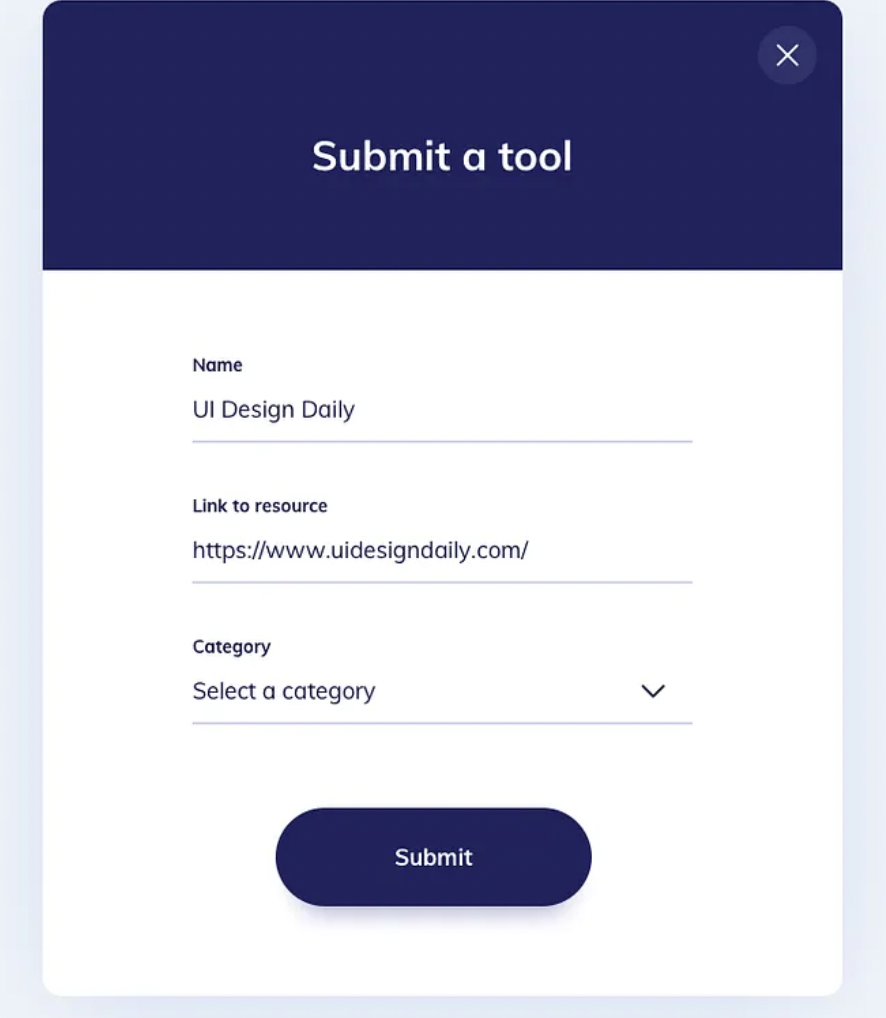 Submit a tool
Name
UI Design Daily
Link to resource
https://www.uidesigndaily.com/
Category
Select a category
Submit